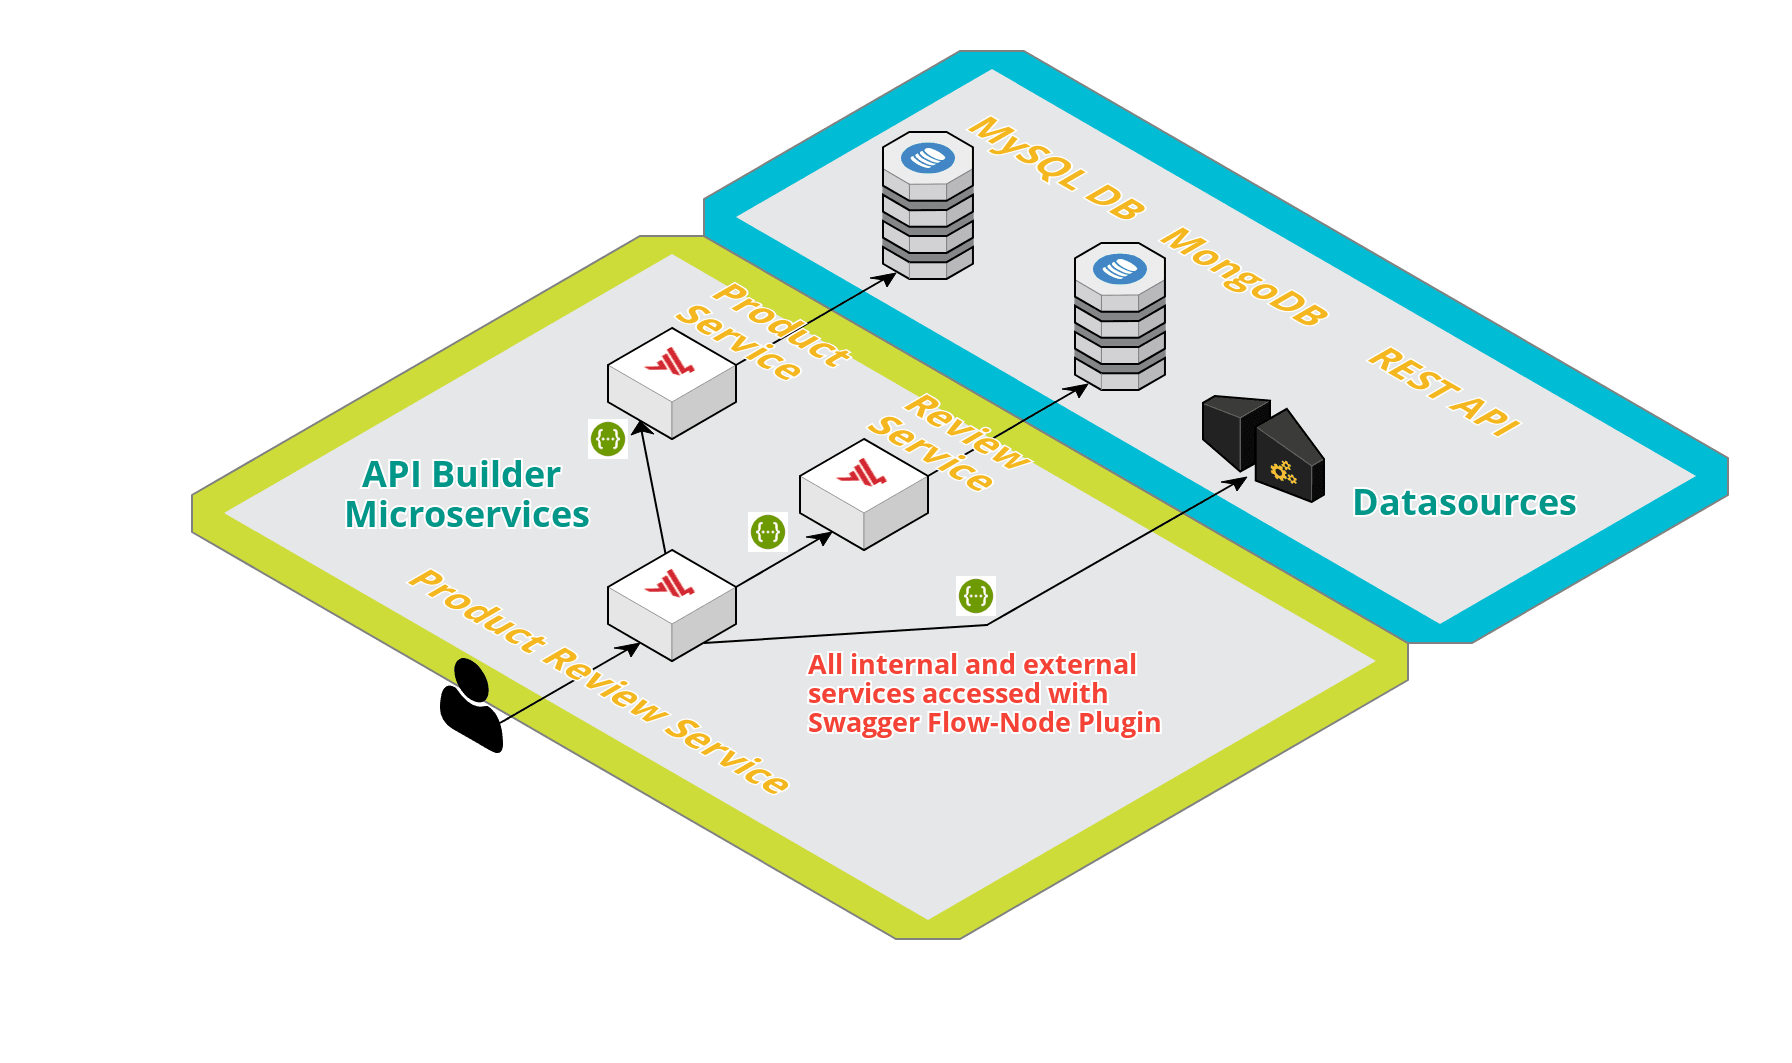 MySQL DB
MongoDB
REST API
Product
Service
Review
Service
API Builder
Microservices
Datasources
Product Review Service
All internal and external
services accessed with
Swagger Flow-Node Plugin